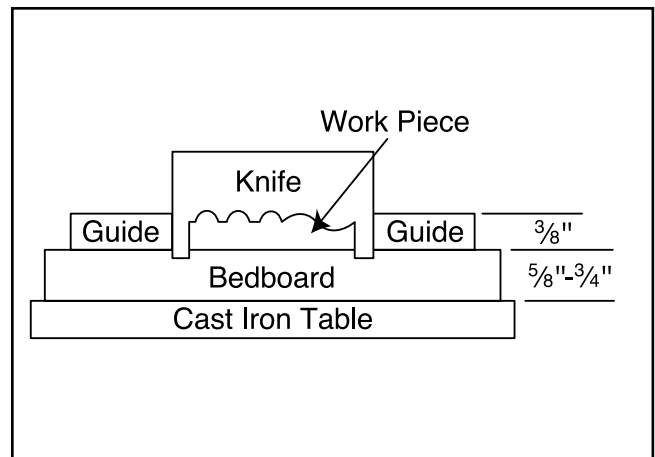 Work Piece
Knife
Guide
Guide
3/8"
Bedboard
5/8"-3/4"
Cast Iron Table